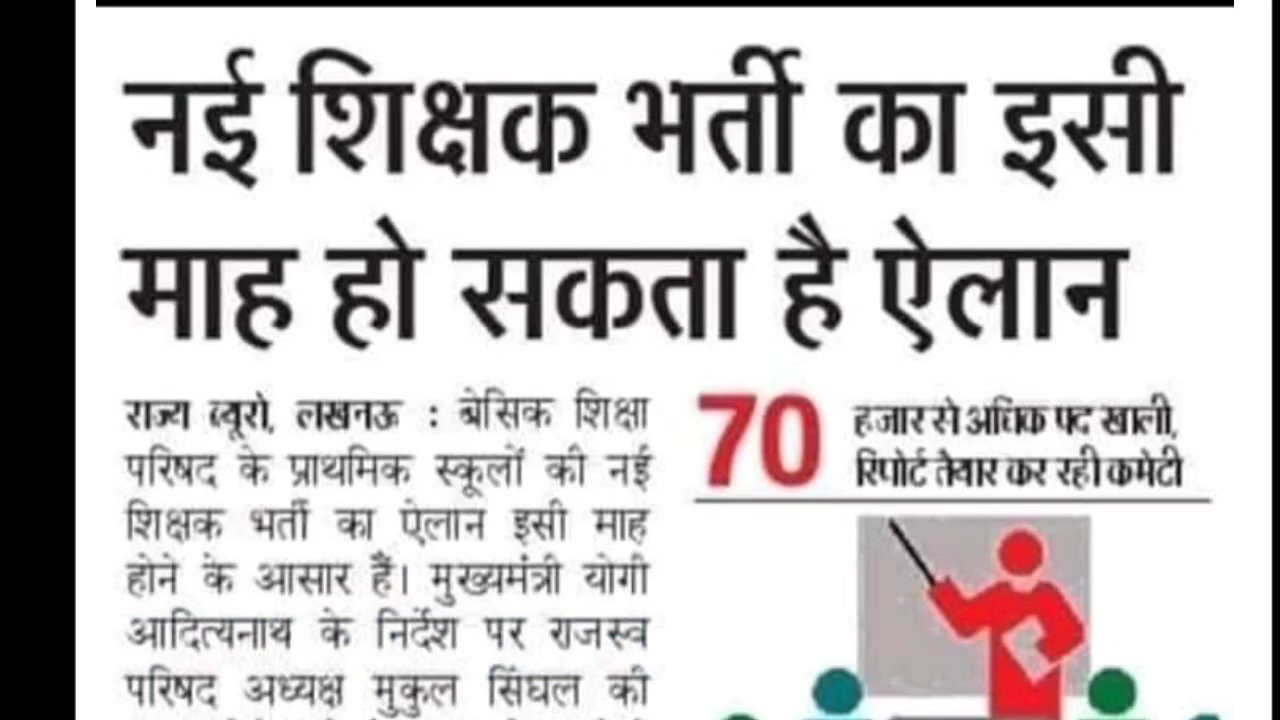 नई शिक्षक भर्ती का इसी
माह हो सकता है ऐलान
राज्य ब्यूरो, लखनऊ : बेसिक शिक्षा
परिषद के प्राथमिक स्कूलों की नई
शिक्षक भर्ती का ऐलान इसी माह
होने के आसार हैं। मुख्यमंत्री योगी
आदित्यनाथ के निर्देश पर राजस्व
परिषद अध्यक्ष मुकुल सिंघल की
70 हजार से अधिक पद खाली,
रिपोर्ट तैयार कर रही कमेटी